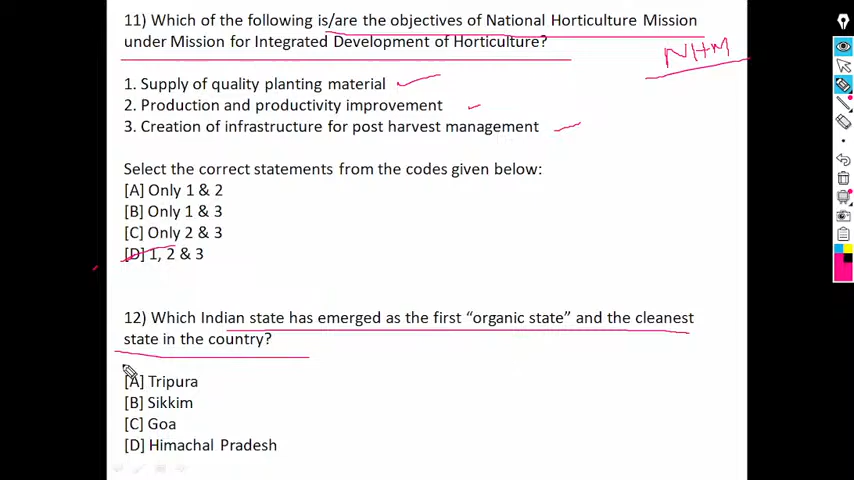 11) Which of the following is/are the objectives of National Horticulture Mission
under Mission for Integrated Development of Horticulture?
NHM
1. Supply of quality planting material
2. Production and productivity improvement
3. Creation of infrastructure for post harvest management
Select the correct statements from the codes given below:
[A] Only 1 & 2
[B] Only 1 & 3
[C] Only 2 & 3
[D] 1, 2 & 3
12) Which Indian state has emerged as the first “organic state” and the cleanest
state in the country?
[A] Tripura
[B] Sikkim
[C] Goa
[D] Himachal Pradesh